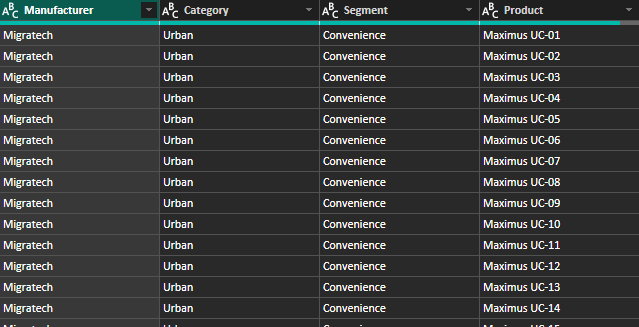 ABC Manufacturer ABC Category ABC Segment ABC Product
Migratech Urban Convenience Maximus UC-01
Migratech Urban Convenience Maximus UC-02
Migratech Urban Convenience Maximus UC-03
Migratech Urban Convenience Maximus UC-04
Migratech Urban Convenience Maximus UC-05
Migratech Urban Convenience Maximus UC-06
Migratech Urban Convenience Maximus UC-07
Migratech Urban Convenience Maximus UC-08
Migratech Urban Convenience Maximus UC-09
Migratech Urban Convenience Maximus UC-10
Migratech Urban Convenience Maximus UC-11
Migratech Urban Convenience Maximus UC-12
Migratech Urban Convenience Maximus UC-13
Migratech Urban Convenience Maximus UC-14